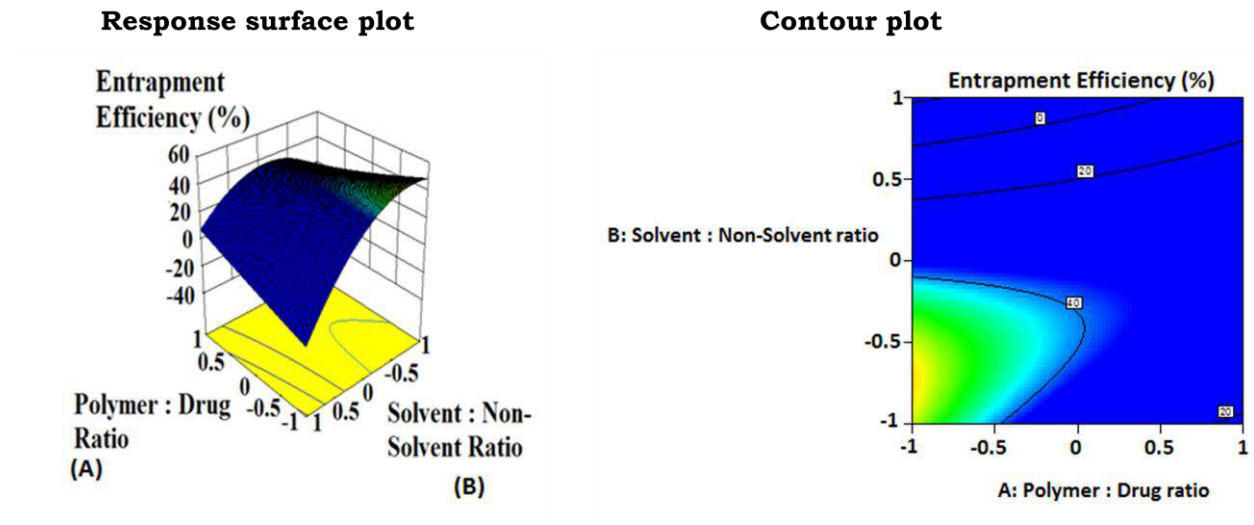 Response surface plot
Contour plot
Entrapment
Efficiency (%)
60
40
20
0
-20
-40
1
0.5
0
-0.5
-1
1
0.5
0
-0.5
1
Polymer : Drug
Ratio
(A)
Solvent : Non-
Solvent Ratio
(B)
Entrapment Efficiency (%)
1
0.5
0
-0.5
-1
B: Solvent : Non-Solvent ratio
0
20
40
20
-1
-0.5
0
0.5
1
A: Polymer : Drug ratio